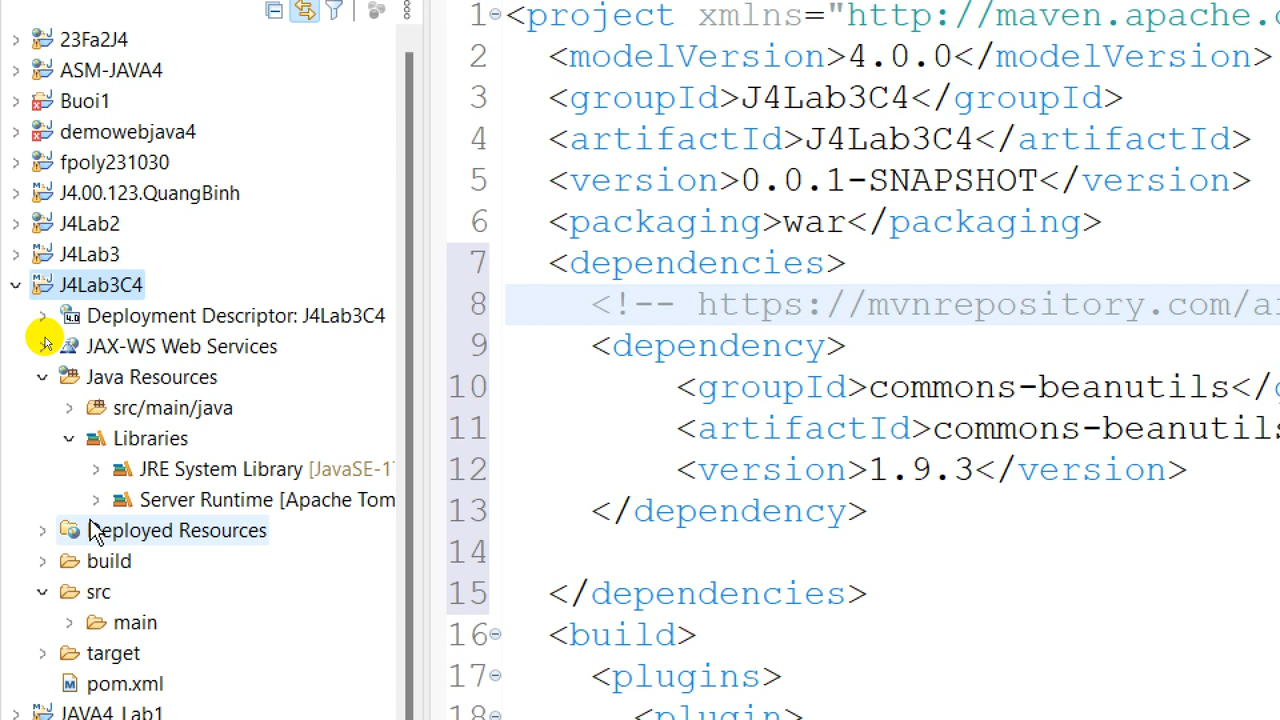 23Fa2J4
ASM-JAVA4
Buoi1
demowebjava4
fpoly231030
J4.00.123.QuangBinh
J4Lab2
J4Lab3
J4Lab3C4
Deployment Descriptor: J4Lab3C4
JAX-WS Web Services
Java Resources
src/main/java
Libraries
JRE System Library [JavaSE-1
Server Runtime [Apache Tom
Deployed Resources
build
src
main
target
pom.xml
JAVA4_Lab1
1 <project xmlns="http://maven.apache.
2 <modelVersion>4.0.0</modelVersion>
3 <groupId>J4Lab3C4</groupId>
4 <artifactId>J4Lab3C4</artifactId>
5 <version>0.0.1-SNAPSHOT</version>
6 <packaging>war</packaging>
7 <dependencies>
8 <!-- https://mvnrepository.com/ar
9 <dependency>
10 <groupId>commons-beanutils</g
11 <artifactId>commons-beanutils
12 <version>1.9.3</version>
13 </dependency>
14
15 </dependencies>
16 <build>
17 <plugins>
18 <plugin>